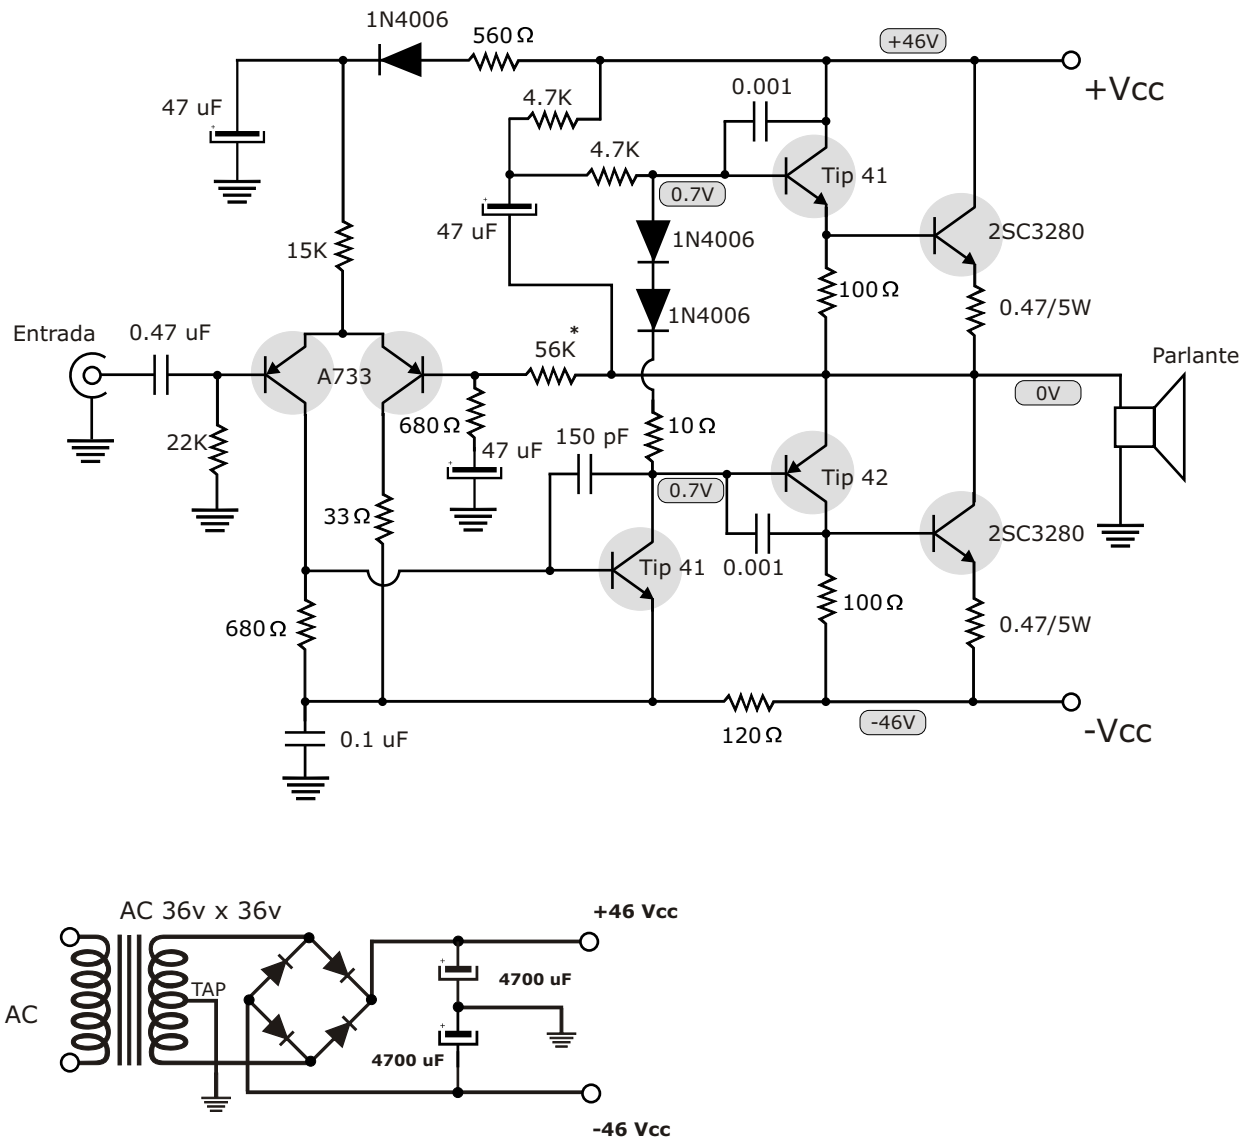 1N4006
560Ω
+46V
+Vcc
47 uF
+
4.7K
0.001
4.7K
Tip 41
0.7V
+
47 uF
15K
1N4006
2SC3280
1N4006
100Ω
0.47/5W
Entrada
0.47 uF
*
56K
A733
Parlante
0V
22K
680Ω
+
47 uF
150 pF
10Ω
0.7V
Tip 42
33Ω
0.001
2SC3280
Tip 41
100Ω
0.47/5W
680Ω
0.1 uF
120Ω
-46V
-Vcc
AC 36v x 36v
+46 Vcc
+
4700 uF
TAP
AC
+
4700 uF
-46 Vcc